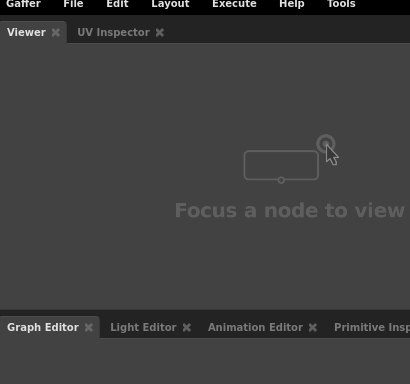 Gaffer File Edit Layout Execute Help Tools
Viewer UV Inspector
Focus a node to view
Graph Editor Light Editor Animation Editor Primitive Insp